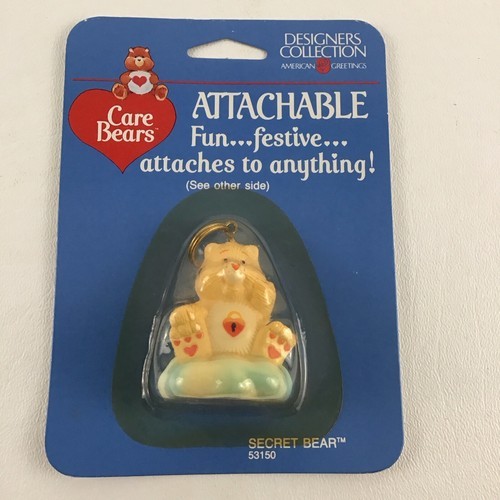 DESIGNERS
COLLECTION
AMERICAN GREETINGS
Care
Bears™
ATTACHABLE
Fun...festive...
attaches to anything!
(See other side)
SECRET BEAR™
53150